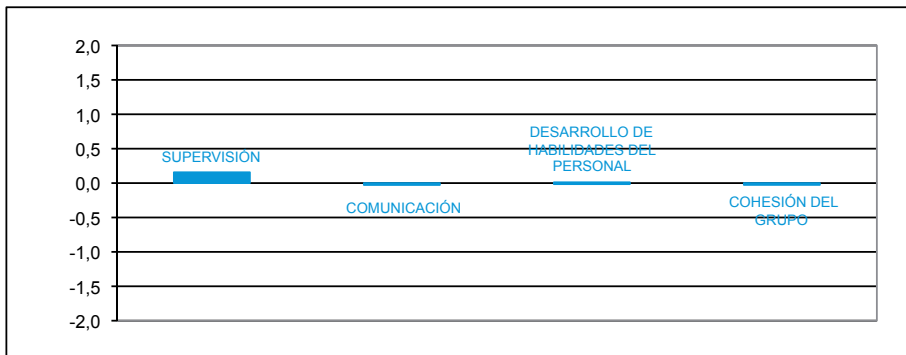 2,0
1,5
1,0
0,5
0,0
-0,5
-1,0
-1,5
-2,0
SUPERVISIÓN
COMUNICACIÓN
DESARROLLO DE
HABILIDADES DEL
PERSONAL
COHESIÓN DEL
GRUPO